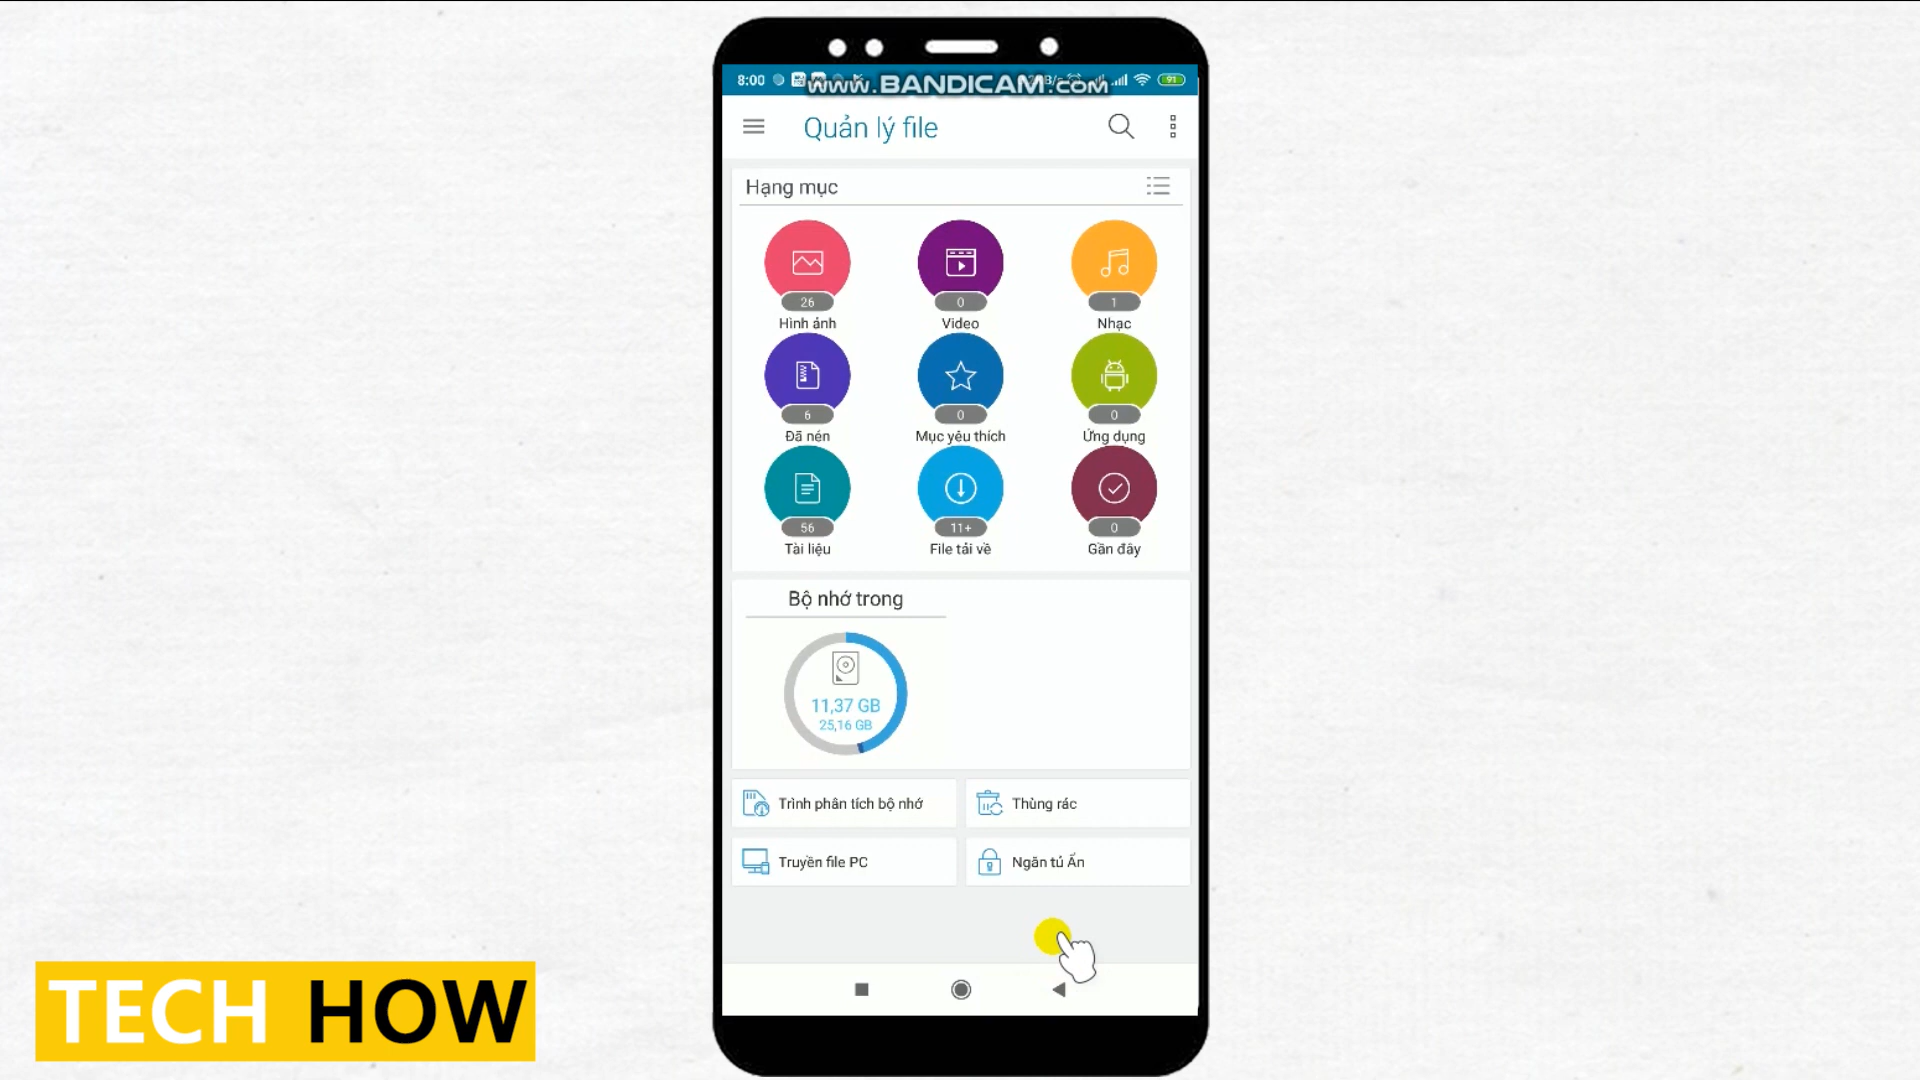 8:00
www.BANDICAM.com
91
Quản lý file
Hạng mục
26
0
1
Hình ảnh
Video
Nhạc
6
0
0
Đã nén
Mục yêu thích
Ứng dụng
56
11+
0
Tài liệu
File tải về
Gần đây
Bộ nhớ trong
11,37 GB
25,16 GB
Trình phân tích bộ nhớ
Thùng rác
Truyền file PC
Ngăn tủ Ẩn
TECH HOW